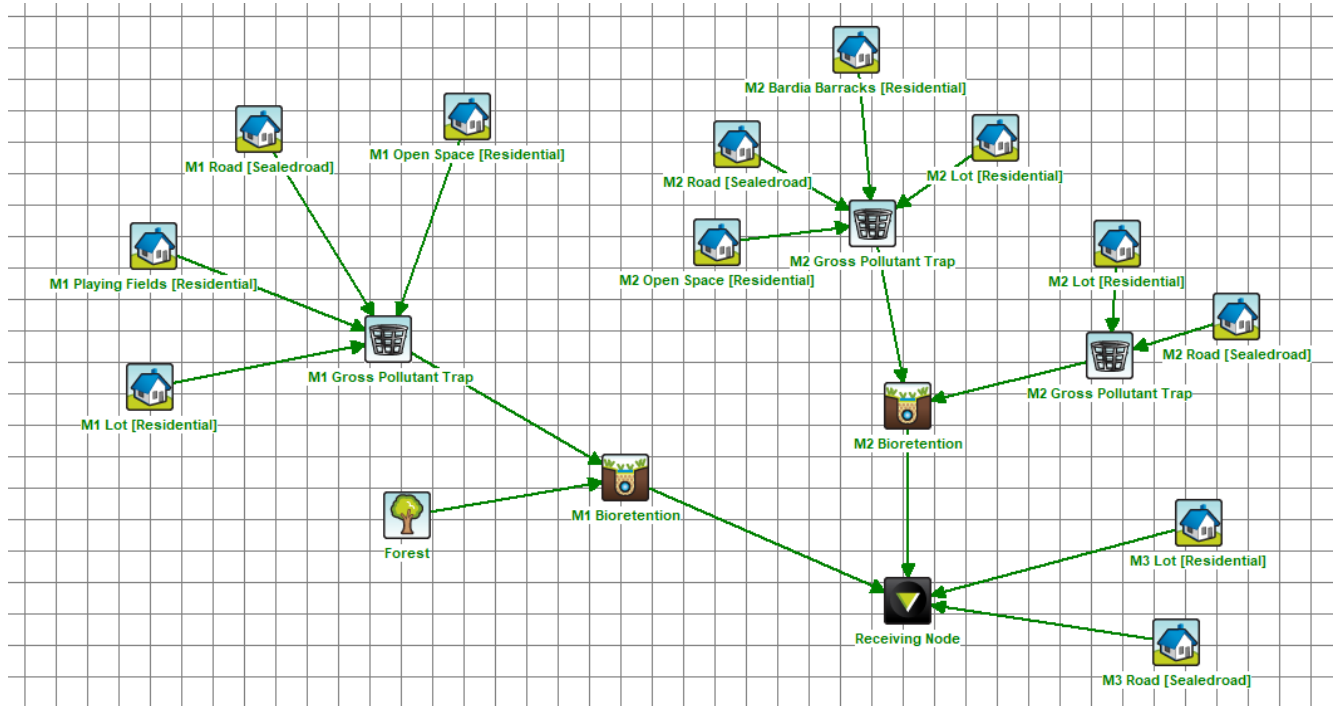 M2 Bardia Barracks [Residential]
M1 Road [Sealedroad]
M1 Open Space [Residential]
M2 Road [Sealedroad]
M2 Lot [Residential]
M2 Open Space [Residential]
M2 Gross Pollutant Trap
M1 Playing Fields [Residential]
M2 Lot [Residential]
M2 Road [Sealedroad]
M1 Gross Pollutant Trap
M2 Gross Pollutant Trap
M1 Lot [Residential]
M2 Bioretention
M1 Bioretention
Forest
M3 Lot [Residential]
Receiving Node
M3 Road [Sealedroad]